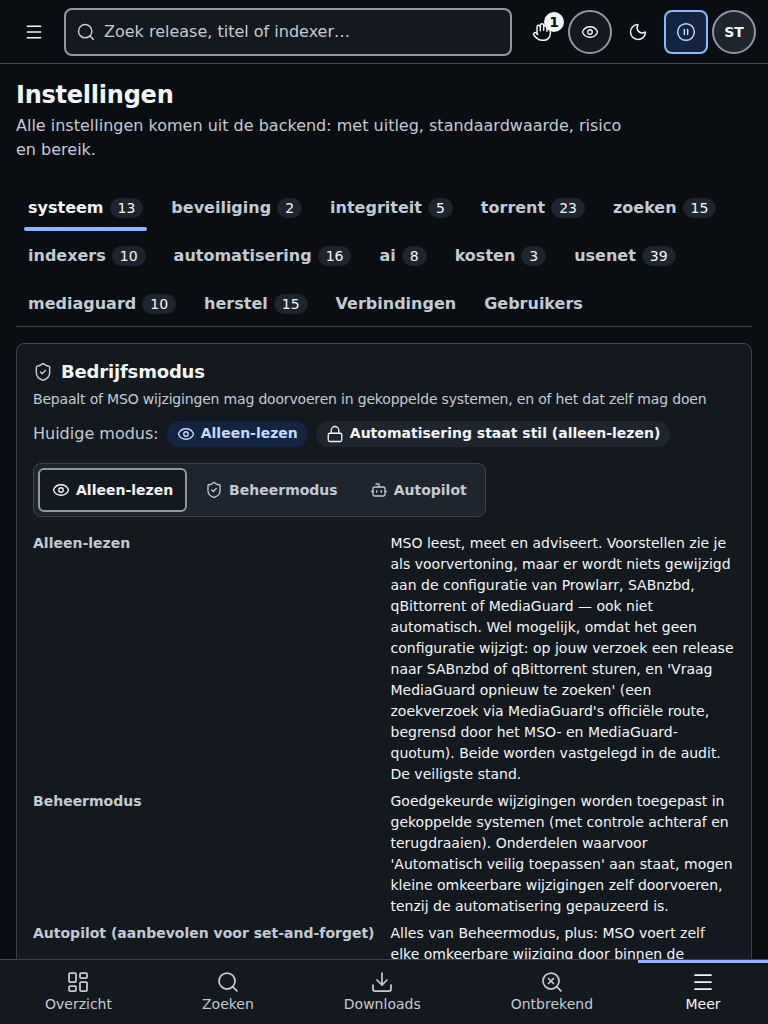 Zoek release, titel of indexer...
1
ST
Instellingen
Alle instellingen komen uit de backend: met uitleg, standaardwaarde, risico
en bereik.
systeem 13 beveiliging 2 integriteit 5 torrent 23 zoeken 15
indexers 10 automatisering 16 ai 8 kosten 3 usenet 39
mediaguard 10 herstel 15 Verbindingen Gebruikers
Bedrijfsmodus
Bepaalt of MSO wijzigingen mag doorvoeren in gekoppelde systemen, en of het dat zelf mag doen
Huidige modus: Alleen-lezen Automatisering staat stil (alleen-lezen)
Alleen-lezen Beheermodus Autopilot
Alleen-lezen
MSO leest, meet en adviseert. Voorstellen zie je
als voorvertoning, maar er wordt niets gewijzigd
aan de configuratie van Prowlarr, SABnzbd,
qBittorrent of MediaGuard — ook niet
automatisch. Wel mogelijk, omdat het geen
configuratie wijzigt: op jouw verzoek een release
naar SABnzbd of qBittorrent sturen, en 'Vraag
MediaGuard opnieuw te zoeken' (een
zoekverzoek via MediaGuard's officiële route,
begrensd door het MSO- en MediaGuard-
quotum). Beide worden vastgelegd in de audit.
De veiligste stand.
Beheermodus
Goedgekeurde wijzigingen worden toegepast in
gekoppelde systemen (met controle achteraf en
terugdraaien). Onderdelen waarvoor
'Automatisch veilig toepassen' aan staat, mogen
kleine omkeerbare wijzigingen zelf doorvoeren,
tenzij de automatisering gepauzeerd is.
Autopilot (aanbevolen voor set-and-forget)
Alles van Beheermodus, plus: MSO voert zelf
elke omkeerbare wijziging door binnen de
Overzicht Zoeken Downloads Ontbrekend Meer